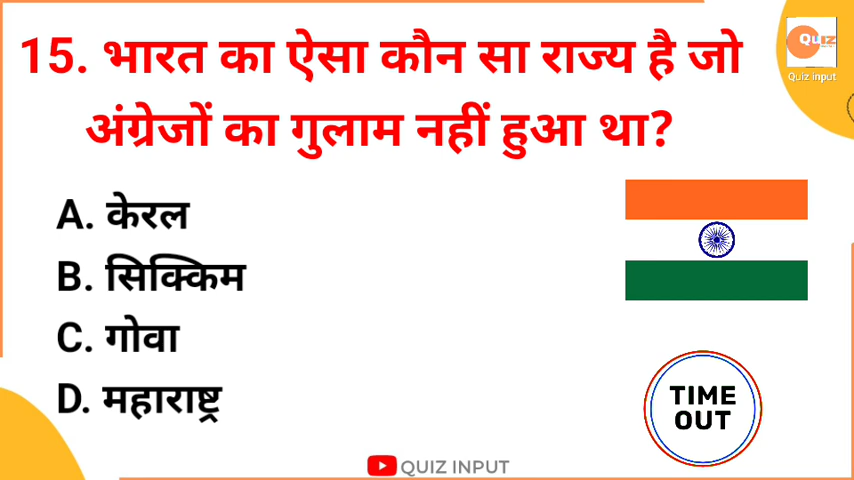 15. भारत का ऐसा कौन सा राज्य है जो
अंग्रेजों का गुलाम नहीं हुआ था?
Quiz
Quiz input
A. केरल
B. सिक्किम
C. गोवा
D. महाराष्ट्र
TIME
OUT
QUIZ INPUT